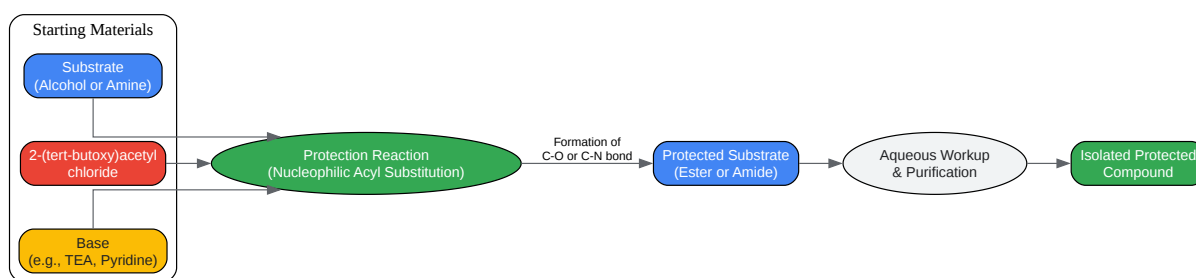 Starting Materials
Substrate
(Alcohol or Amine)
2-(tert-butoxy)acetyl
chloride
Base
(e.g., TEA, Pyridine)
Protection Reaction
(Nucleophilic Acyl Substitution)
Formation of
C-O or C-N bond
Protected Substrate
(Ester or Amide)
Aqueous Workup
& Purification
Isolated Protected
Compound